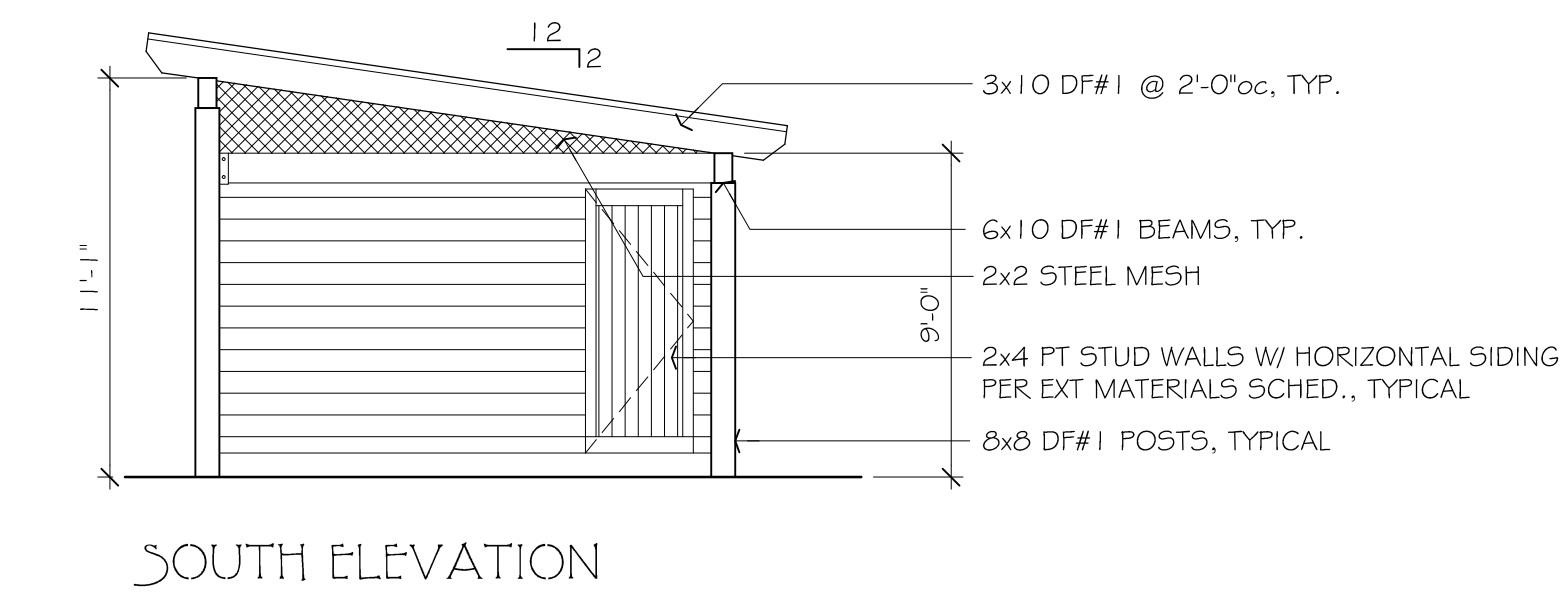 12
2
3x10 DF#1 @ 2'-0"oc, TYP.
6x10 DF#1 BEAMS, TYP.
2x2 STEEL MESH
11'-1"
9'-0"
2x4 PT STUD WALLS W/ HORIZONTAL SIDING
PER EXT MATERIALS SCHED., TYPICAL
8x8 DF#1 POSTS, TYPICAL
SOUTH ELEVATION